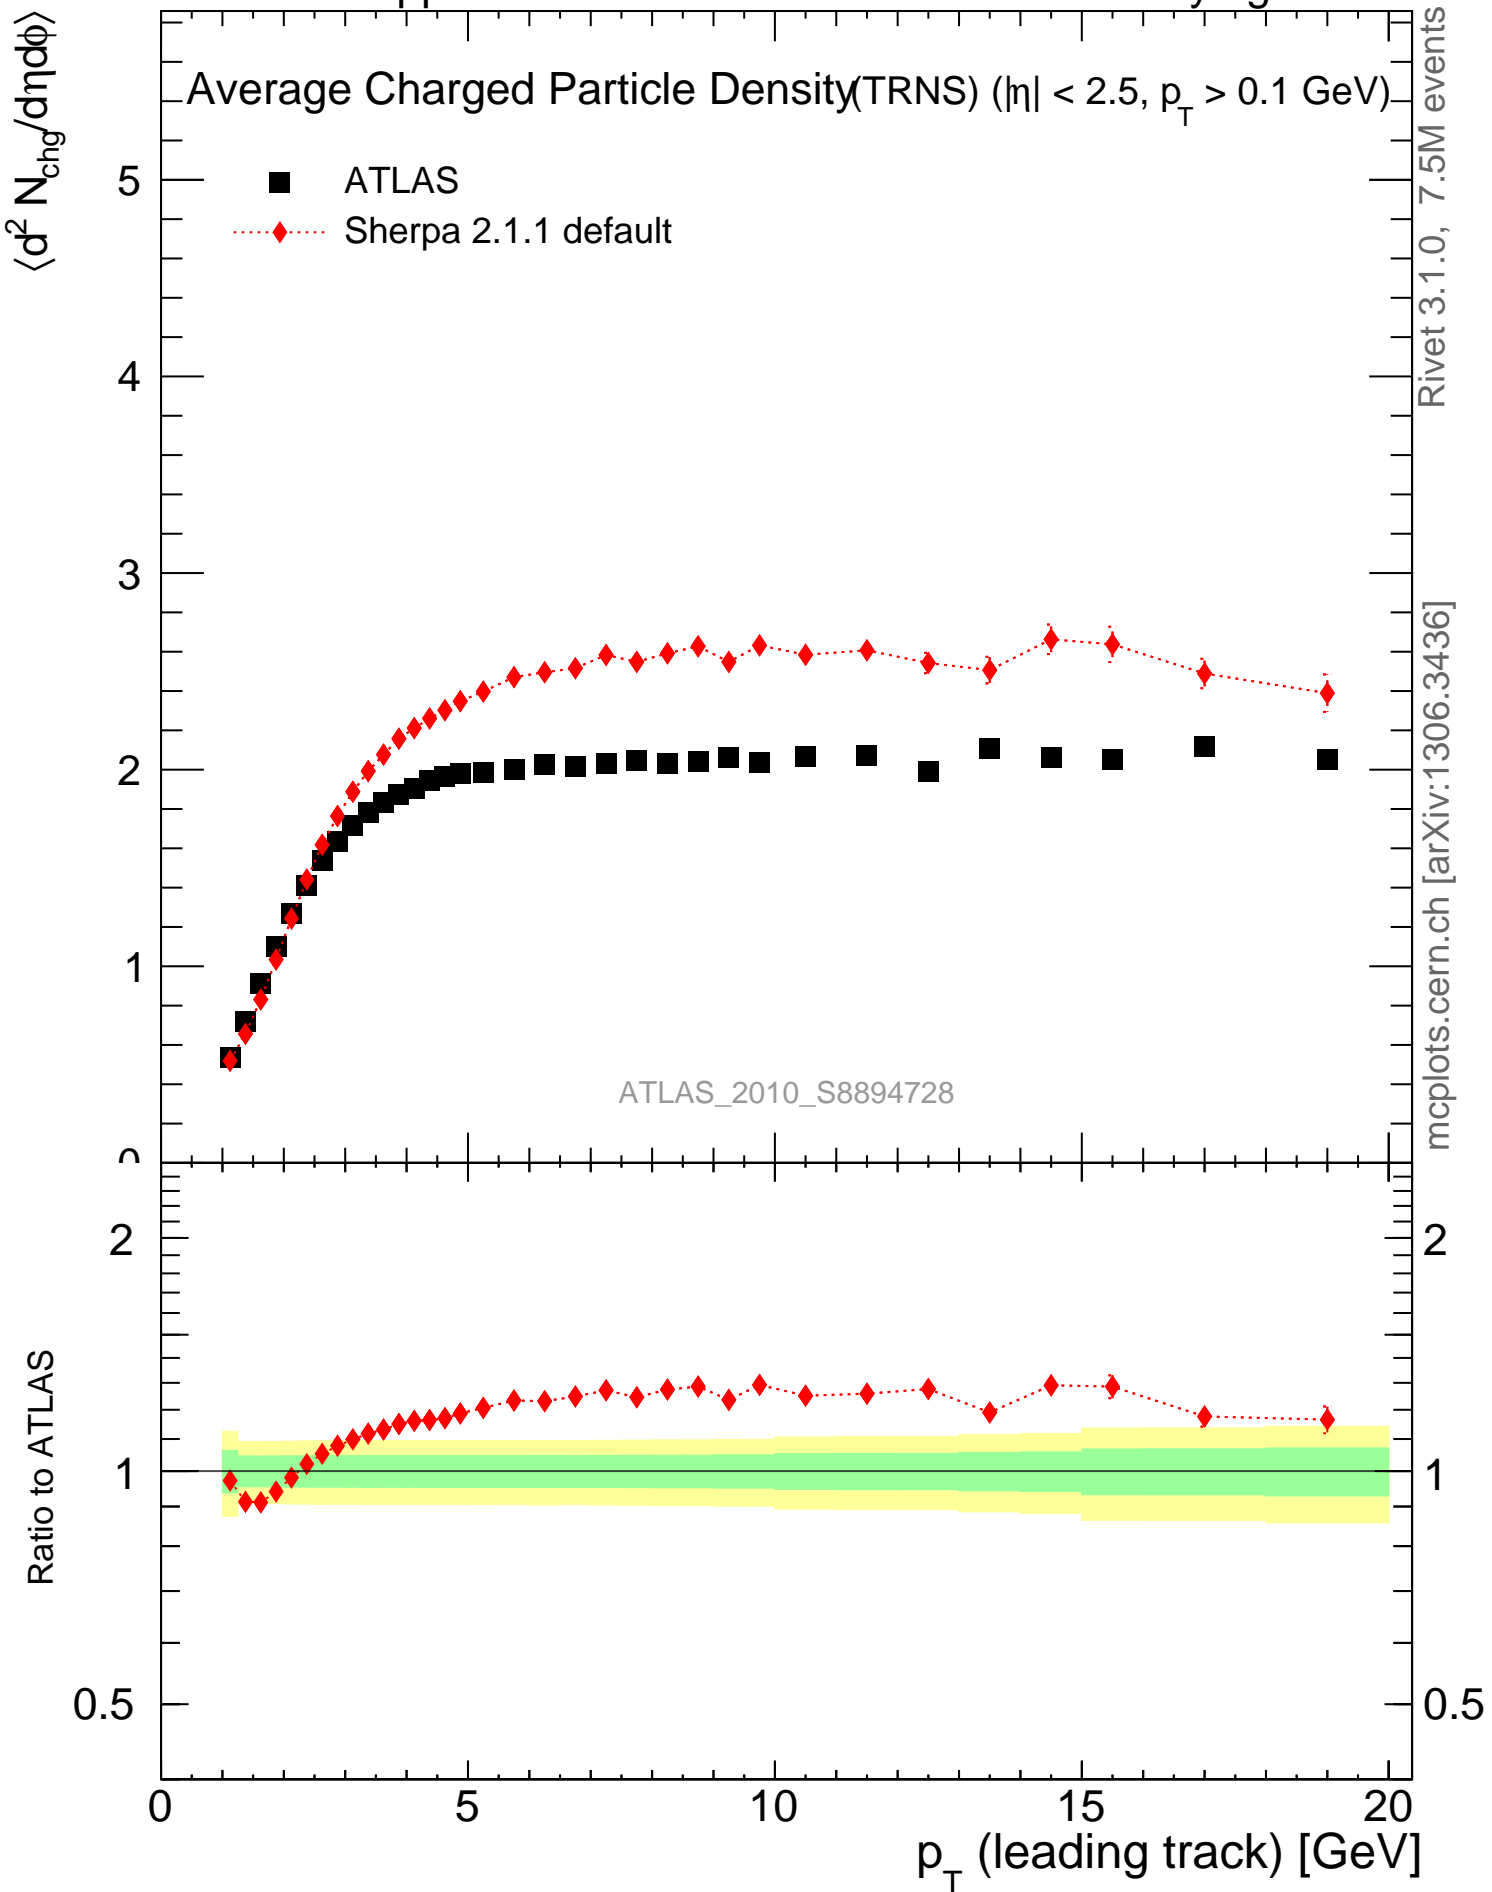 Average Charged Particle Density(TRNS) (|η| < 2.5, p_T > 0.1 GeV)
⟨d² N_chg/dηdϕ⟩
ATLAS
Sherpa 2.1.1 default
5
4
3
2
1
0
ATLAS_2010_S8894728
Rivet 3.1.0, 7.5M events
mcplots.cern.ch [arXiv:1306.3436]
Ratio to ATLAS
2
1
0.5
2
1
0.5
0 5 10 15 20
p_T (leading track) [GeV]